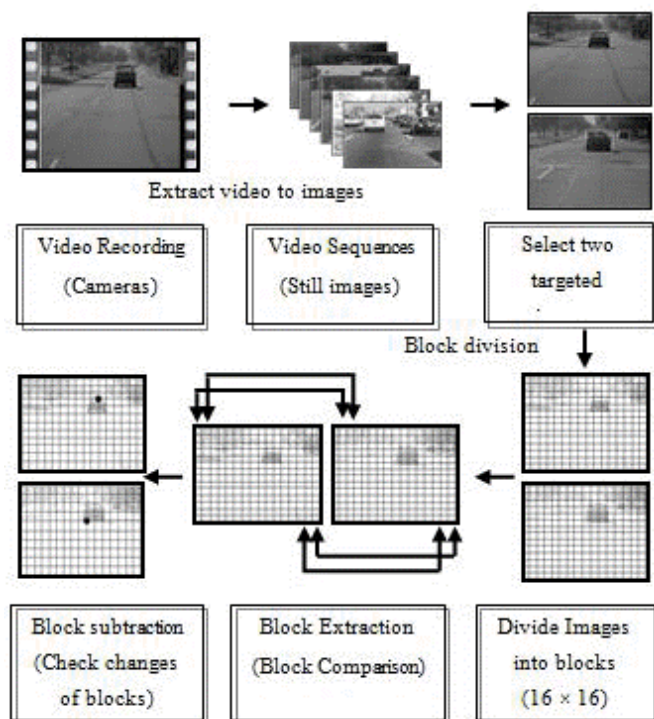 Extract video to images
Video Recording
(Cameras)
Video Sequences
(Still images)
Select two
targeted
.
Block division
Block subtraction
(Check changes
of blocks)
Block Extraction
(Block Comparison)
Divide Images
into blocks
(16 × 16)